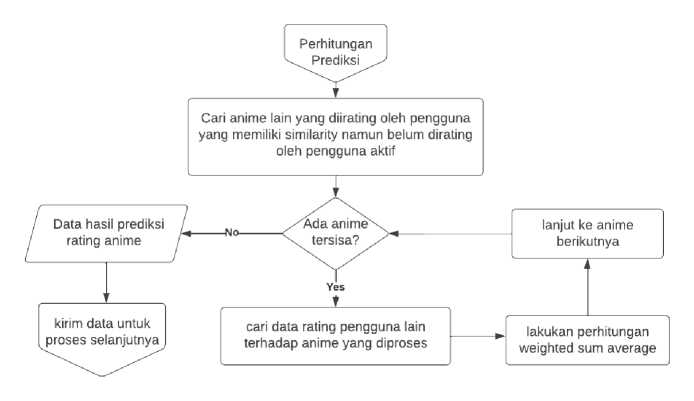 Perhitungan
Prediksi
Cari anime lain yang diirating oleh pengguna
yang memiliki similarity namun belum dirating
oleh pengguna aktif
Ada anime
tersisa?
No
Data hasil prediksi
rating anime
kirim data untuk
proses selanjutnya
Yes
cari data rating pengguna lain
terhadap anime yang diproses
lakukan perhitungan
weighted sum average
lanjut ke anime
berikutnya